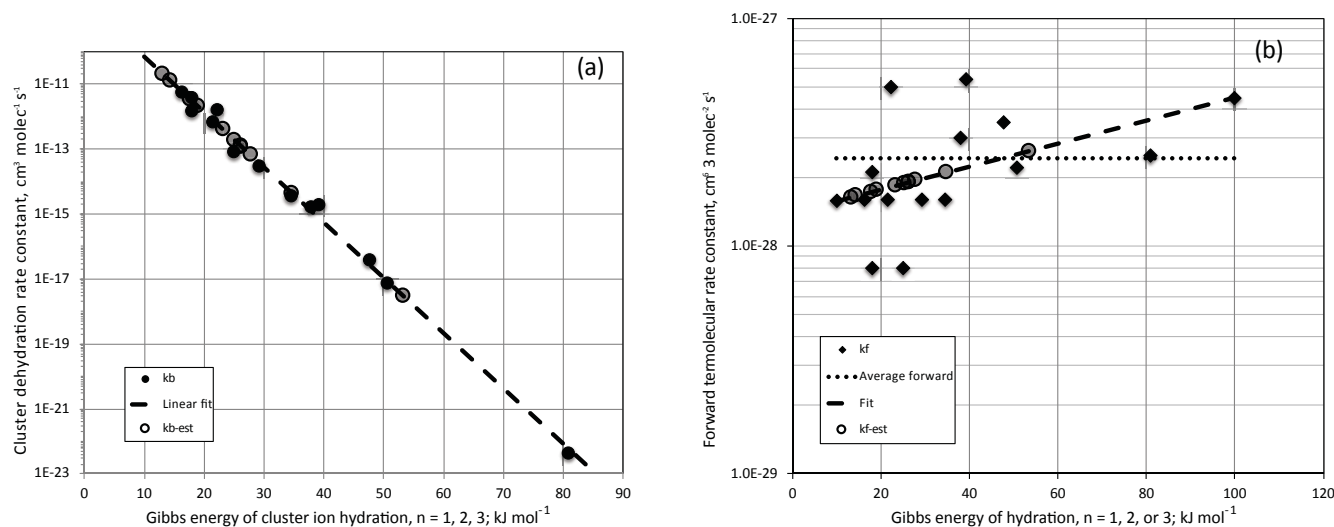 (a)
Cluster dehydration rate constant, cm³ molec⁻¹ s⁻¹
1E-11
1E-13
1E-15
1E-17
1E-19
1E-21
1E-23
kb
Linear fit
kb-est
0 10 20 30 40 50 60 70 80 90
Gibbs energy of cluster ion hydration, n = 1, 2, 3; kJ mol⁻¹
(b)
Forward termolecular rate constant, cm⁶ 3 molec⁻² s⁻¹
1.0E-27
1.0E-28
1.0E-29
kf
Average forward
Fit
kf-est
0 20 40 60 80 100 120
Gibbs energy of hydration, n = 1, 2, or 3; kJ mol⁻¹